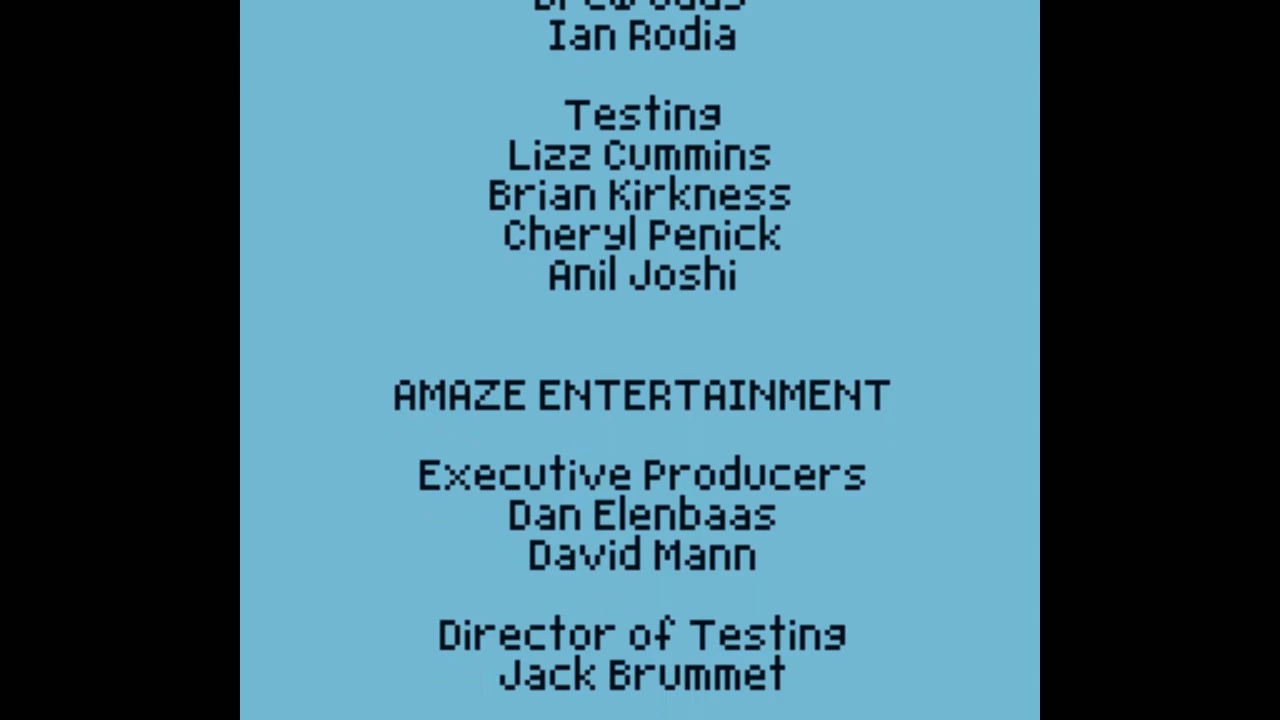 Ian Rodia
Testing
Lizz Cummins
Brian Kirkness
Cheryl Penick
Anil Joshi
AMAZE ENTERTAINMENT
Executive Producers
Dan Elenbaas
David Mann
Director of Testing
Jack Brummet